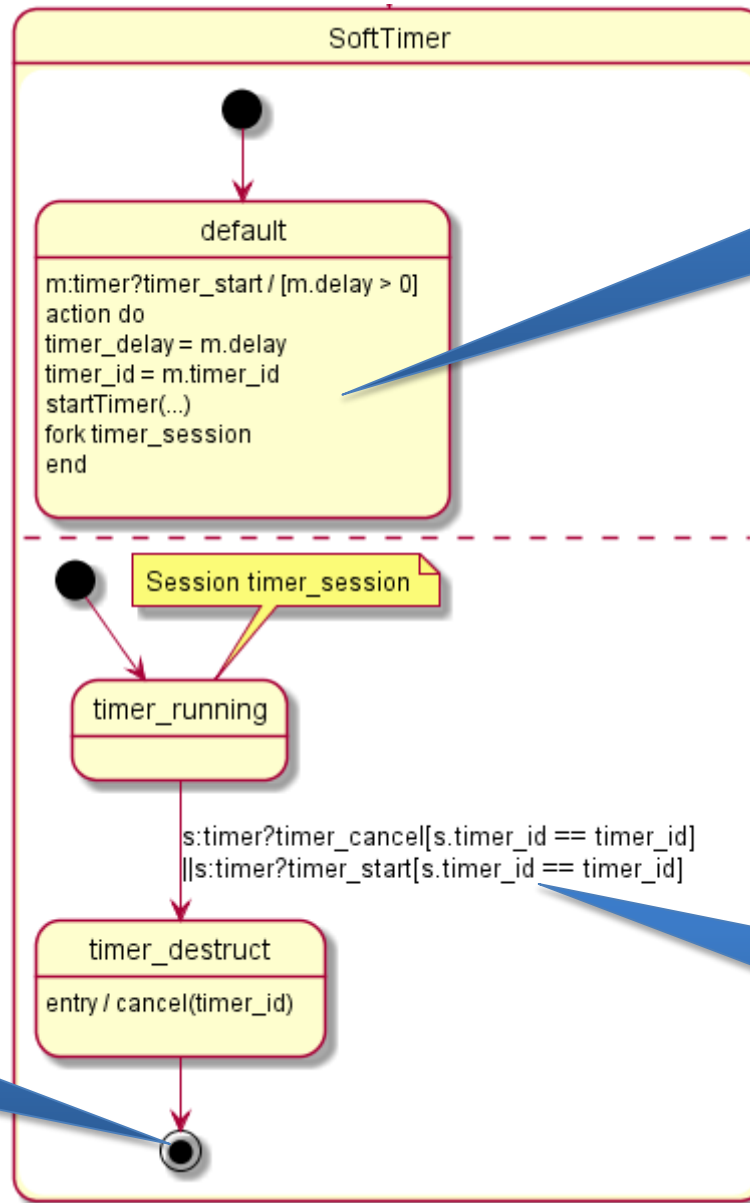 SoftTimer
default
m:timer?timer_start / [m.delay > 0]
action do
timer_delay = m.delay
timer_id = m.timer_id
startTimer(...)
fork timer_session
end
Session timer_session
timer_running
s:timer?timer_cancel[s.timer_id == timer_id]
||s:timer?timer_start[s.timer_id == timer_id]
timer_destruct
entry / cancel(timer_id)